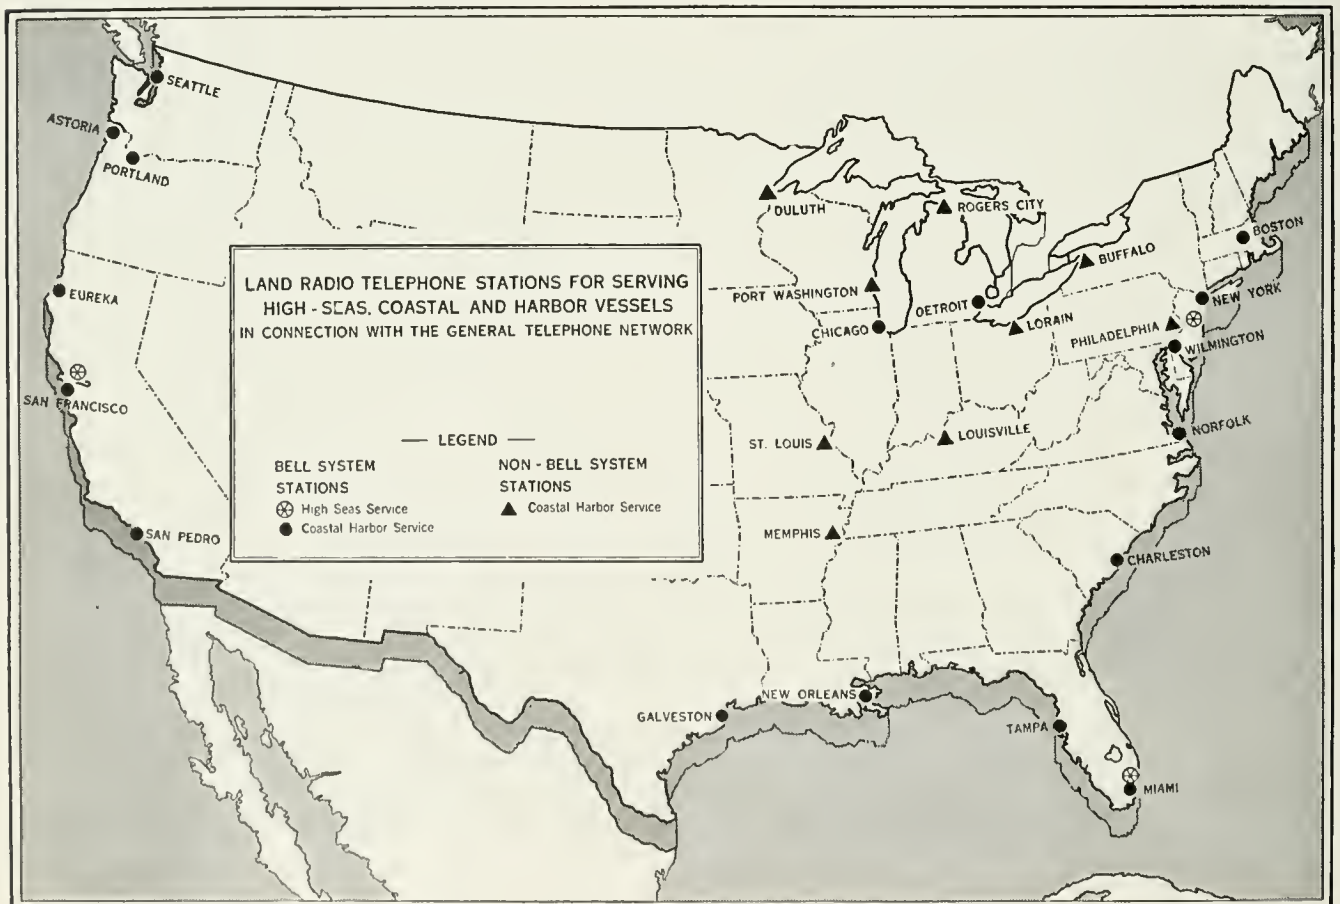 SEATTLE
ASTORIA
PORTLAND
DULUTH
ROGERS CITY
BOSTON
BUFFALO
LAND RADIO TELEPHONE STATIONS FOR SERVING
HIGH-SEAS, COASTAL AND HARBOR VESSELS
IN CONNECTION WITH THE GENERAL TELEPHONE NETWORK
EUREKA
PORT WASHINGTON
DETROIT
NEW YORK
CHICAGO
LORAIN
PHILADELPHIA
WILMINGTON
SAN FRANCISCO
NORFOLK
LOUISVILLE
ST. LOUIS
— LEGEND —
BELL SYSTEM
STATIONS
High Seas Service
Coastal Harbor Service
NON-BELL SYSTEM
STATIONS
Coastal Harbor Service
SAN PEDRO
MEMPHIS
CHARLESTON
NEW ORLEANS
GALVESTON
TAMPA
MIAMI